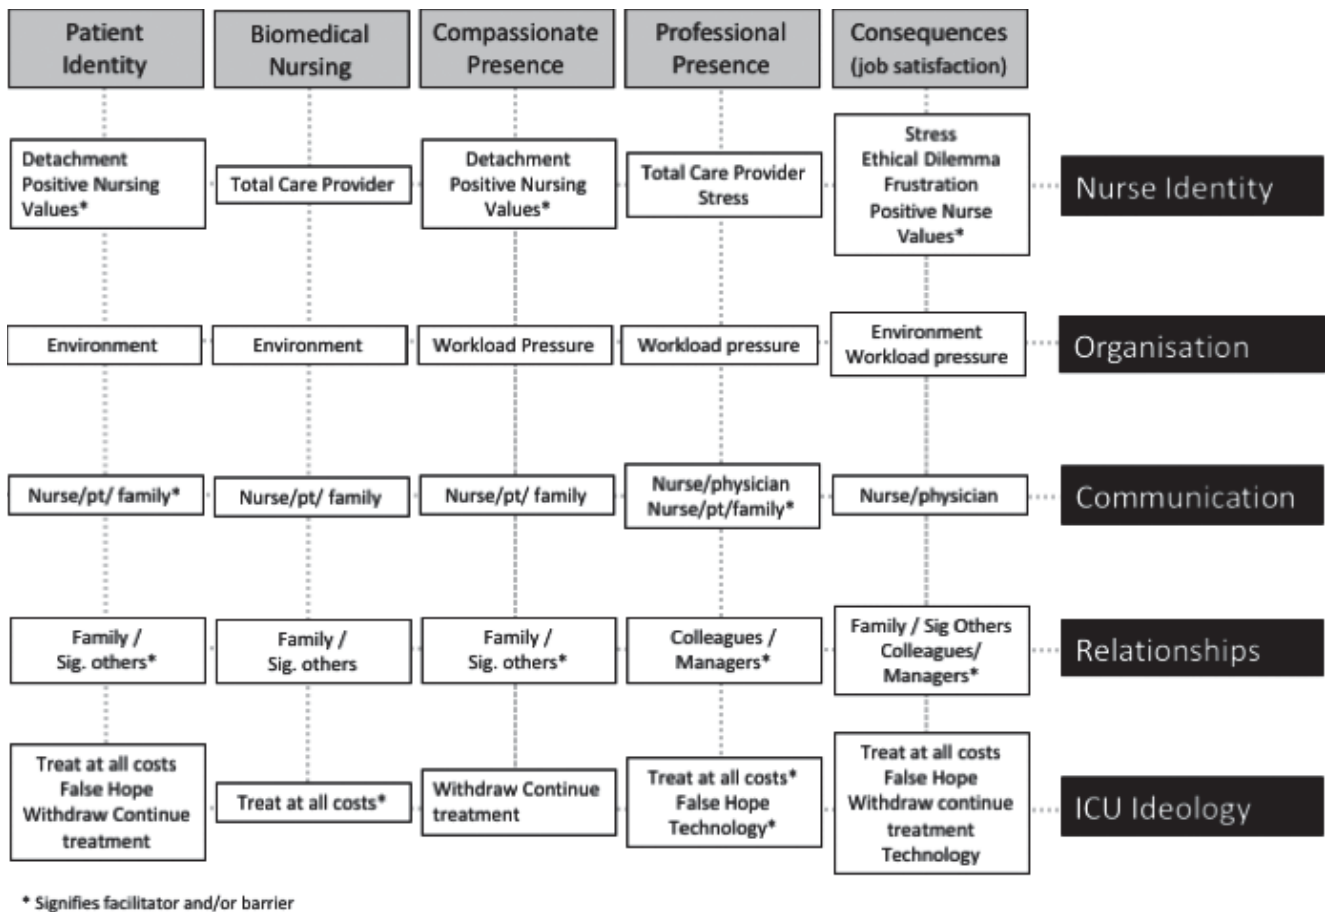 Patient
Identity
Biomedical
Nursing
Compassionate
Presence
Professional
Presence
Consequences
(job satisfaction)
Detachment
Positive Nursing
Values*
Total Care Provider
Detachment
Positive Nursing
Values*
Total Care Provider
Stress
Stress
Ethical Dilemma
Frustration
Positive Nurse
Values*
Nurse Identity
Environment
Environment
Workload Pressure
Workload pressure
Environment
Workload pressure
Organisation
Nurse/pt/ family*
Nurse/pt/ family
Nurse/pt/ family
Nurse/physician
Nurse/pt/family*
Nurse/physician
Communication
Family /
Sig. others*
Family /
Sig. others
Family /
Sig. others*
Colleagues /
Managers*
Family / Sig Others
Colleagues/
Managers*
Relationships
Treat at all costs
False Hope
Withdraw Continue
treatment
Treat at all costs*
Withdraw Continue
treatment
Treat at all costs*
False Hope
Technology*
Treat at all costs
False Hope
Withdraw continue
treatment
Technology
ICU Ideology
* Signifies facilitator and/or barrier